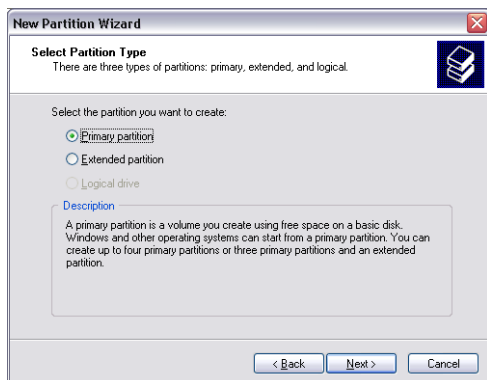 New Partition Wizard
Select Partition Type
There are three types of partitions: primary, extended, and logical.
Select the partition you want to create:
Primary partition
Extended partition
Logical drive
Description
A primary partition is a volume you create using free space on a basic disk.
Windows and other operating systems can start from a primary partition. You can
create up to four primary partitions or three primary partitions and an extended
partition.
< Back
Next >
Cancel